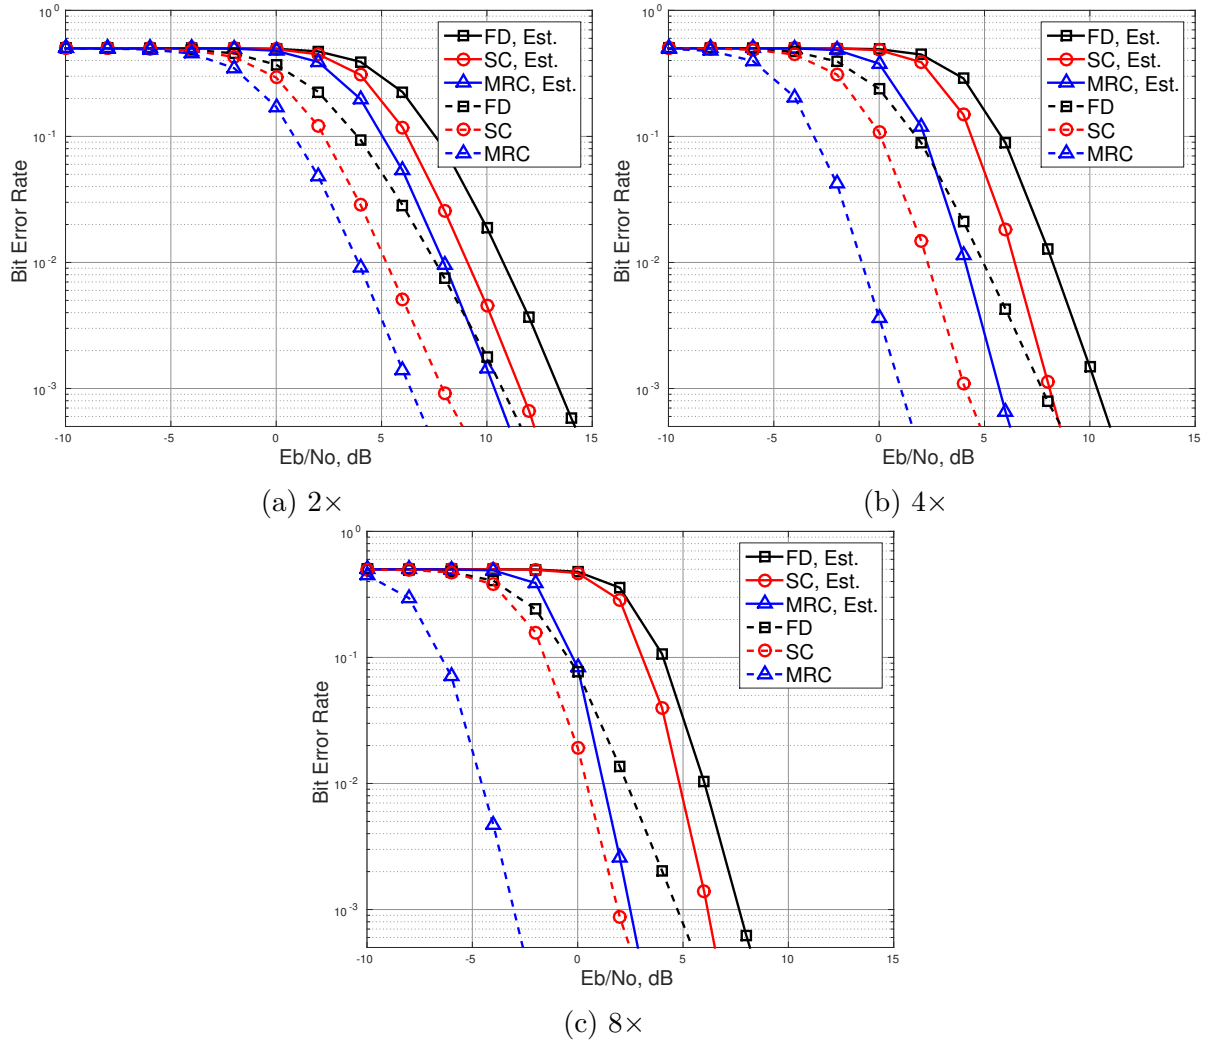 10^0
10^-1
10^-2
10^-3
Bit Error Rate
-10 -5 0 5 10 15
Eb/No, dB
FD, Est.
SC, Est.
MRC, Est.
FD
SC
MRC
(a) 2×
10^0
10^-1
10^-2
10^-3
Bit Error Rate
-10 -5 0 5 10 15
Eb/No, dB
FD, Est.
SC, Est.
MRC, Est.
FD
SC
MRC
(b) 4×
10^0
10^-1
10^-2
10^-3
Bit Error Rate
-10 -5 0 5 10 15
Eb/No, dB
FD, Est.
SC, Est.
MRC, Est.
FD
SC
MRC
(c) 8×